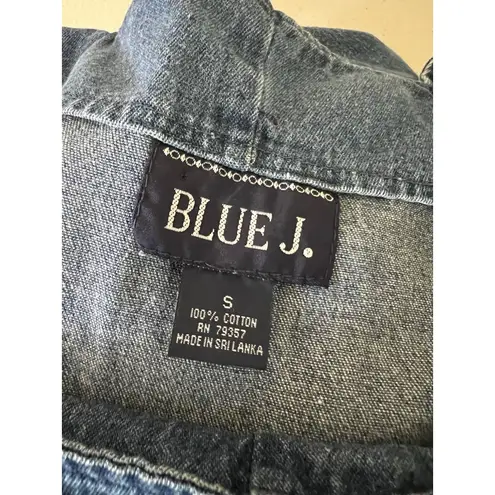 BLUE J.
S
100% COTTON
RN 79357
MADE IN SRI LANKA